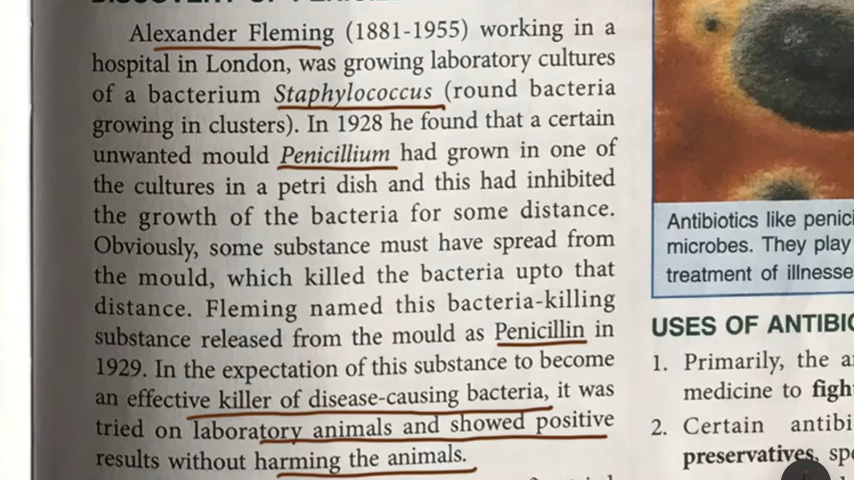 Alexander Fleming (1881-1955) working in a
hospital in London, was growing laboratory cultures
of a bacterium Staphylococcus (round bacteria
growing in clusters). In 1928 he found that a certain
unwanted mould Penicillium had grown in one of
the cultures in a petri dish and this had inhibited
the growth of the bacteria for some distance.
Obviously, some substance must have spread from
the mould, which killed the bacteria upto that
distance. Fleming named this bacteria-killing
substance released from the mould as Penicillin in
1929. In the expectation of this substance to become
an effective killer of disease-causing bacteria, it was
tried on laboratory animals and showed positive
results without harming the animals.
Antibiotics like penici
microbes. They play
treatment of illnesse
USES OF ANTIBIO
1. Primarily, the a
medicine to figh
2. Certain antibi
preservatives, spe